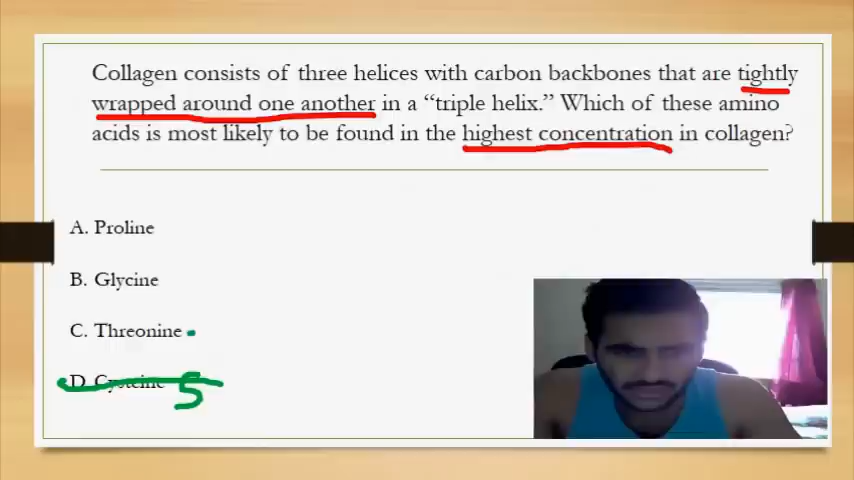 Collagen consists of three helices with carbon backbones that are tightly
wrapped around one another in a “triple helix.” Which of these amino
acids is most likely to be found in the highest concentration in collagen?
A. Proline
B. Glycine
C. Threonine
D. Cysteine
S